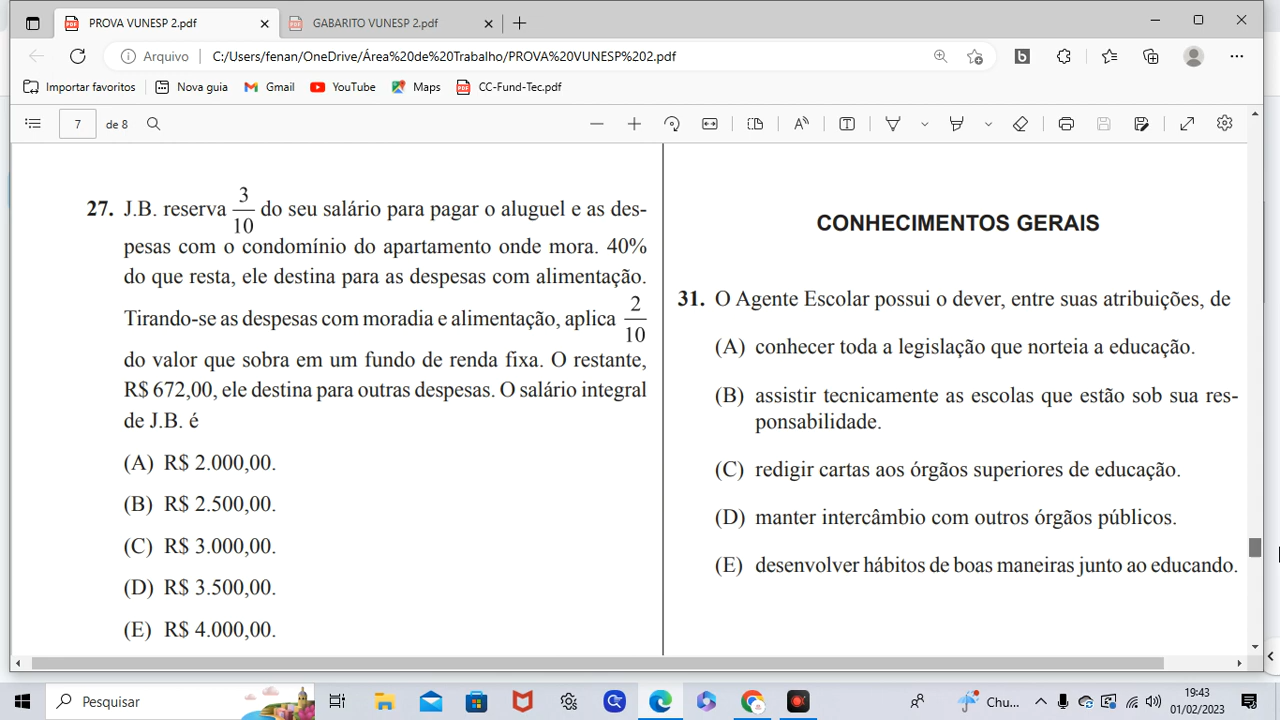 PROVA VUNESP 2.pdf
GABARITO VUNESP 2.pdf
Arquivo
C:/Users/fenan/OneDrive/Área%20de%20Trabalho/PROVA%20VUNESP%202.pdf
Importar favoritos
Nova guia
Gmail
YouTube
Maps
CC-Fund-Tec.pdf
7 de 8
27. J.B. reserva 3/10 do seu salário para pagar o aluguel e as des-
pesas com o condomínio do apartamento onde mora. 40%
do que resta, ele destina para as despesas com alimentação.
Tirando-se as despesas com moradia e alimentação, aplica 2/10
do valor que sobra em um fundo de renda fixa. O restante,
R$ 672,00, ele destina para outras despesas. O salário integral
de J.B. é
(A) R$ 2.000,00.
(B) R$ 2.500,00.
(C) R$ 3.000,00.
(D) R$ 3.500,00.
(E) R$ 4.000,00.
CONHECIMENTOS GERAIS
31. O Agente Escolar possui o dever, entre suas atribuições, de
(A) conhecer toda a legislação que norteia a educação.
(B) assistir tecnicamente as escolas que estão sob sua res-
ponsabilidade.
(C) redigir cartas aos órgãos superiores de educação.
(D) manter intercâmbio com outros órgãos públicos.
(E) desenvolver hábitos de boas maneiras junto ao educando.
Pesquisar
Chu...
9:43
01/02/2023